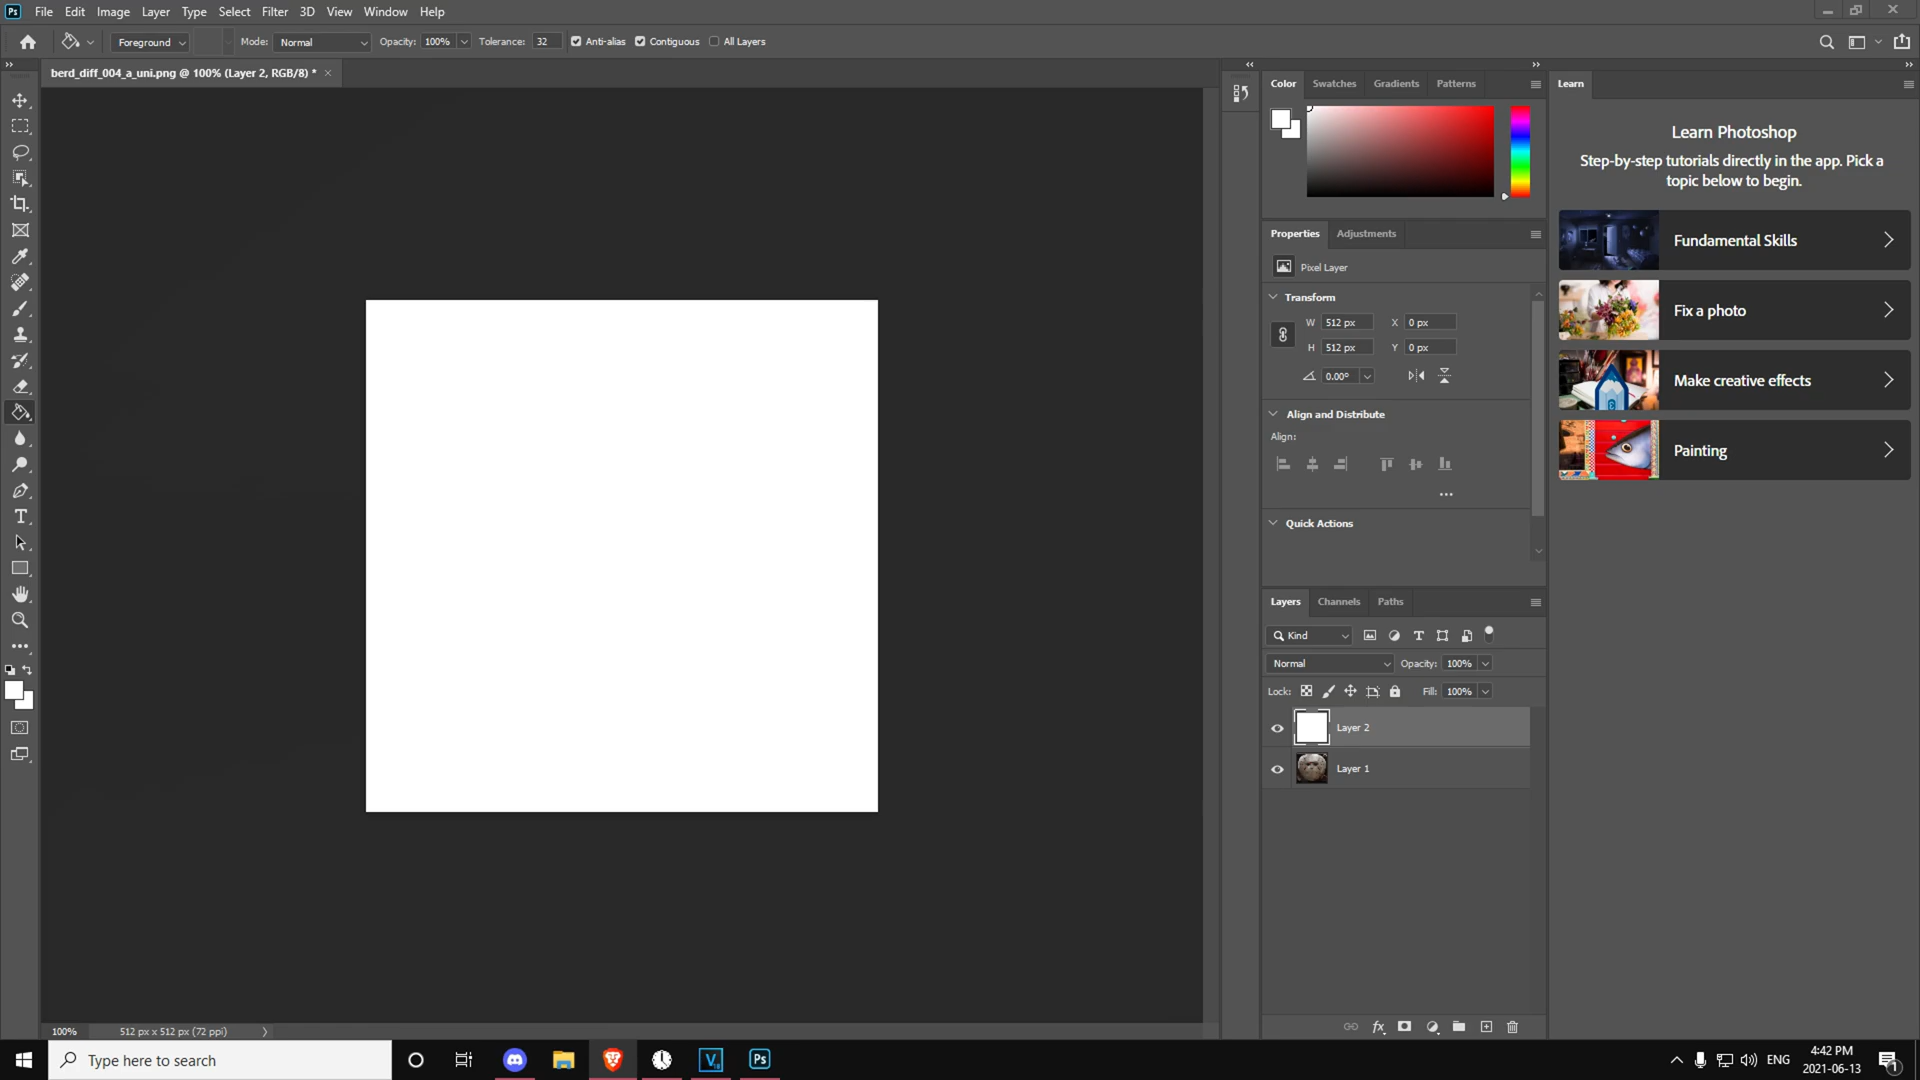 Ps File Edit Image Layer Type Select Filter 3D View Window Help
Foreground Mode: Normal Opacity: 100% Tolerance: 32 Anti-alias Contiguous All Layers
berd_diff_004_a_uni.png @ 100% (Layer 2, RGB/8) * ×
Color Swatches Gradients Patterns
Learn
Learn Photoshop
Step-by-step tutorials directly in the app. Pick a
topic below to begin.
Fundamental Skills
Fix a photo
Make creative effects
Painting
Properties Adjustments
Pixel Layer
Transform
W 512 px X 0 px
H 512 px Y 0 px
0.00°
Align and Distribute
Align:
Quick Actions
Layers Channels Paths
Kind
Normal Opacity: 100%
Lock: Fill: 100%
Layer 2
Layer 1
100% 512 px x 512 px (72 ppi)
Type here to search
Ps
ENG
4:42 PM
2021-06-13
1